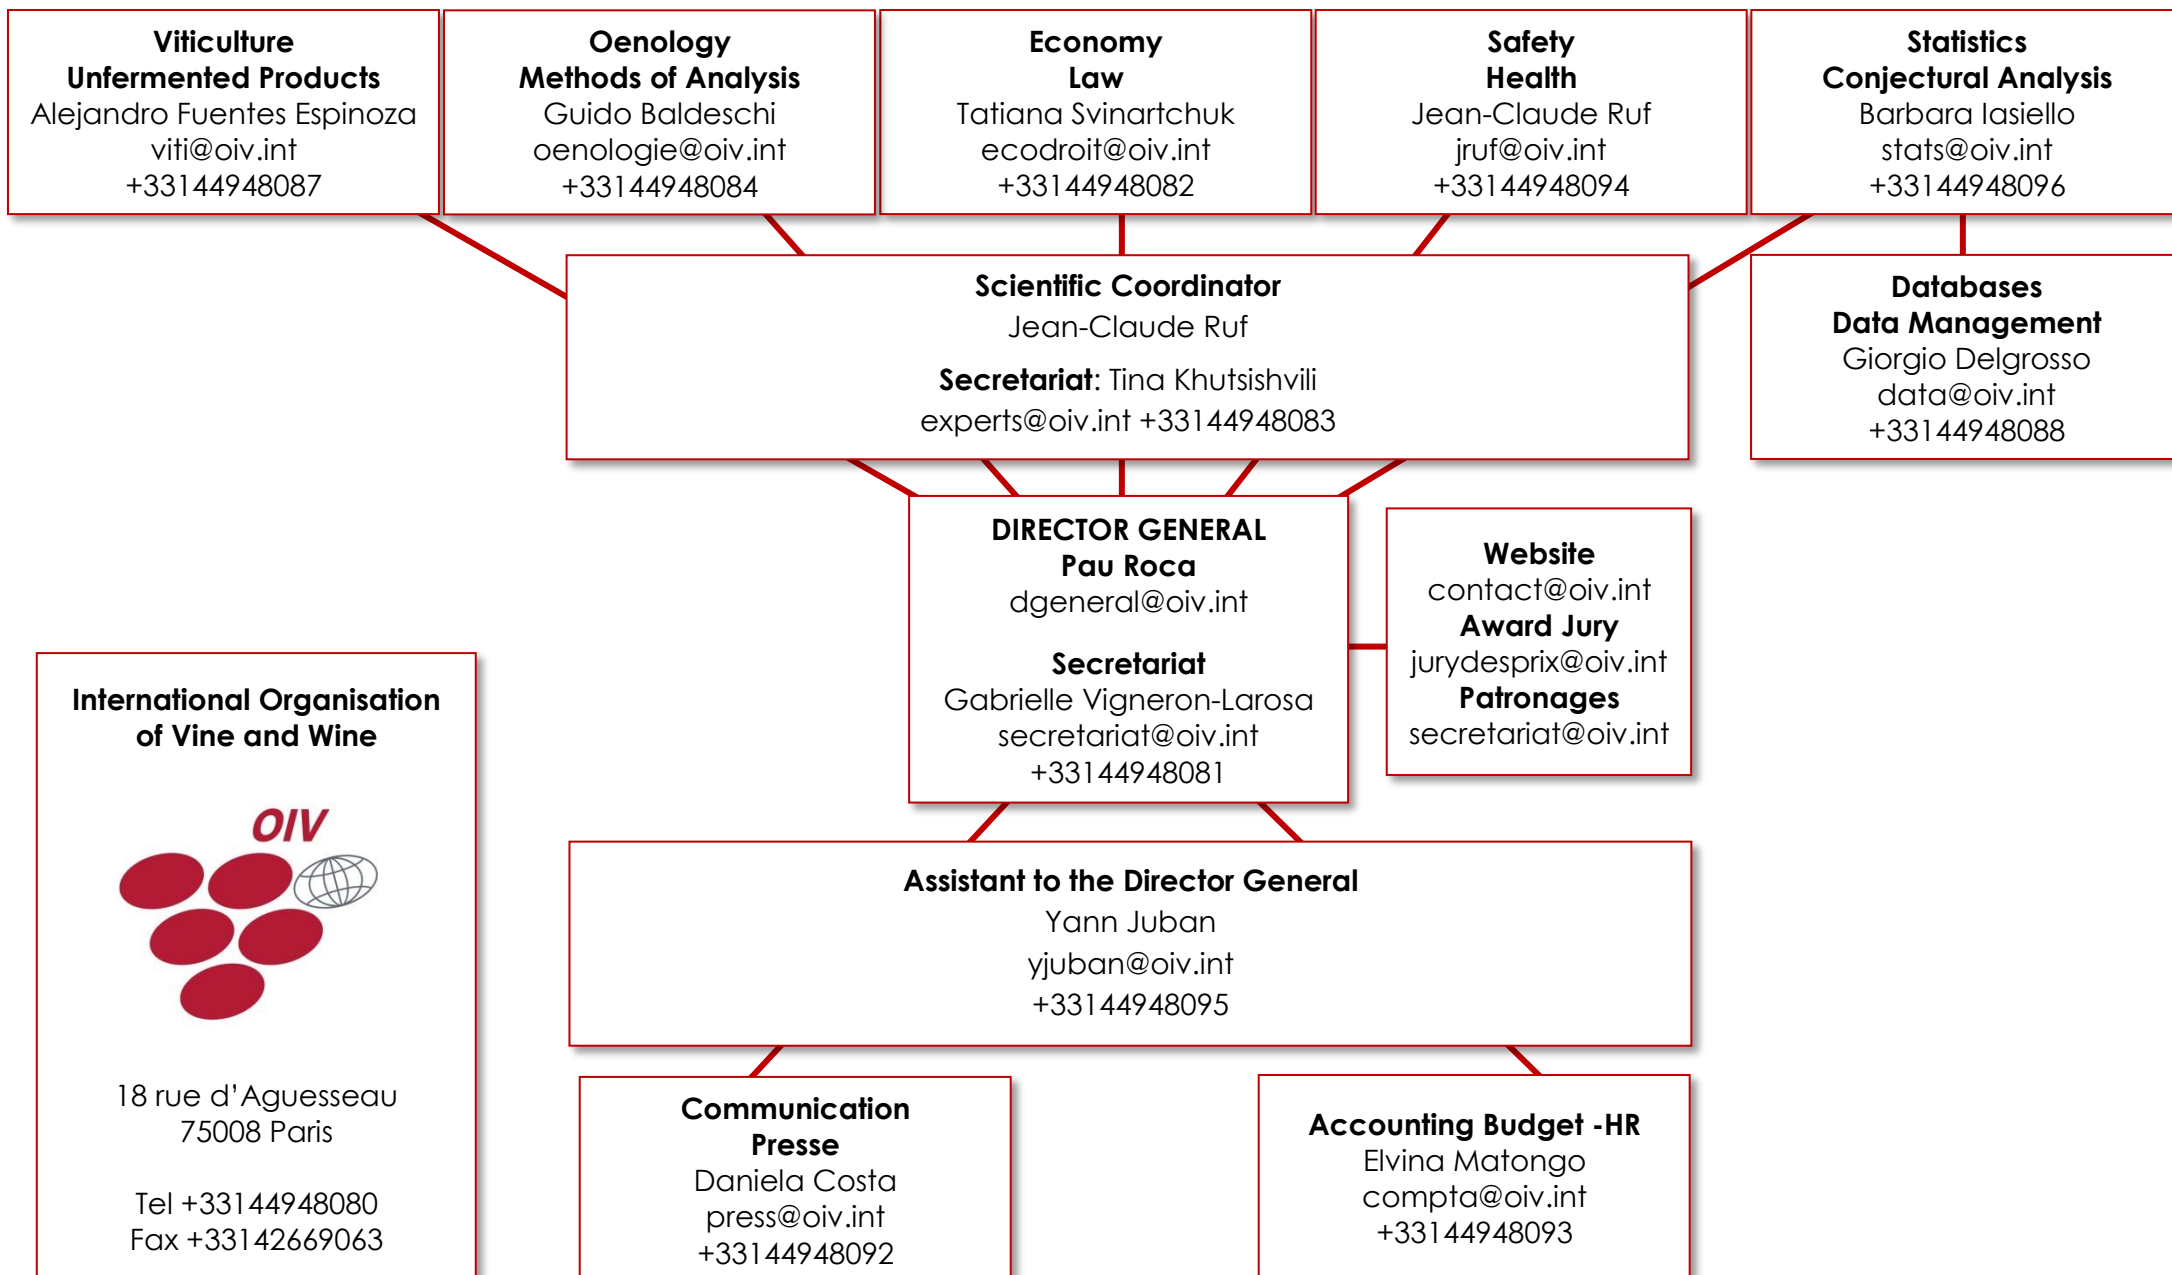 Viticulture
Unfermented Products
Alejandro Fuentes Espinoza
viti@oiv.int
+33144948087
Oenology
Methods of Analysis
Guido Baldeschi
oenologie@oiv.int
+33144948084
Economy
Law
Tatiana Svinartchuk
ecodroit@oiv.int
+33144948082
Safety
Health
Jean-Claude Ruf
jruf@oiv.int
+33144948094
Statistics
Conjectural Analysis
Barbara Iasiello
stats@oiv.int
+33144948096
Scientific Coordinator
Jean-Claude Ruf
Secretariat: Tina Khutsishvili
experts@oiv.int +33144948083
Databases
Data Management
Giorgio Delgrosso
data@oiv.int
+33144948088
DIRECTOR GENERAL
Pau Roca
dgeneral@oiv.int
Secretariat
Gabrielle Vigneron-Larosa
secretariat@oiv.int
+33144948081
Website
contact@oiv.int
Award Jury
jurydesprix@oiv.int
Patronages
secretariat@oiv.int
International Organisation
of Vine and Wine
OIV
18 rue d’Aguesseau
75008 Paris
Tel +33144948080
Fax +33142669063
Assistant to the Director General
Yann Juban
yjuban@oiv.int
+33144948095
Communication
Presse
Daniela Costa
press@oiv.int
+33144948092
Accounting Budget -HR
Elvina Matongo
compta@oiv.int
+33144948093